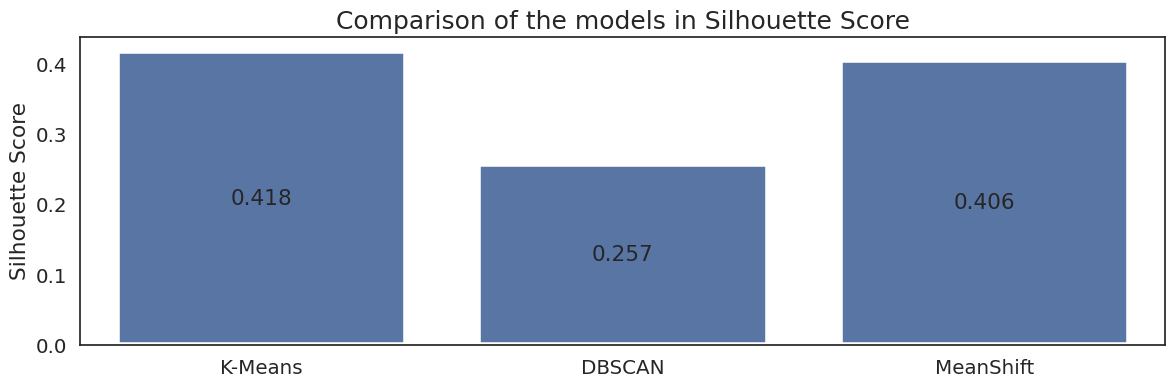 Comparison of the models in Silhouette Score
Silhouette Score
0.4
0.3
0.2
0.1
0.0
0.418
0.257
0.406
K-Means
DBSCAN
MeanShift